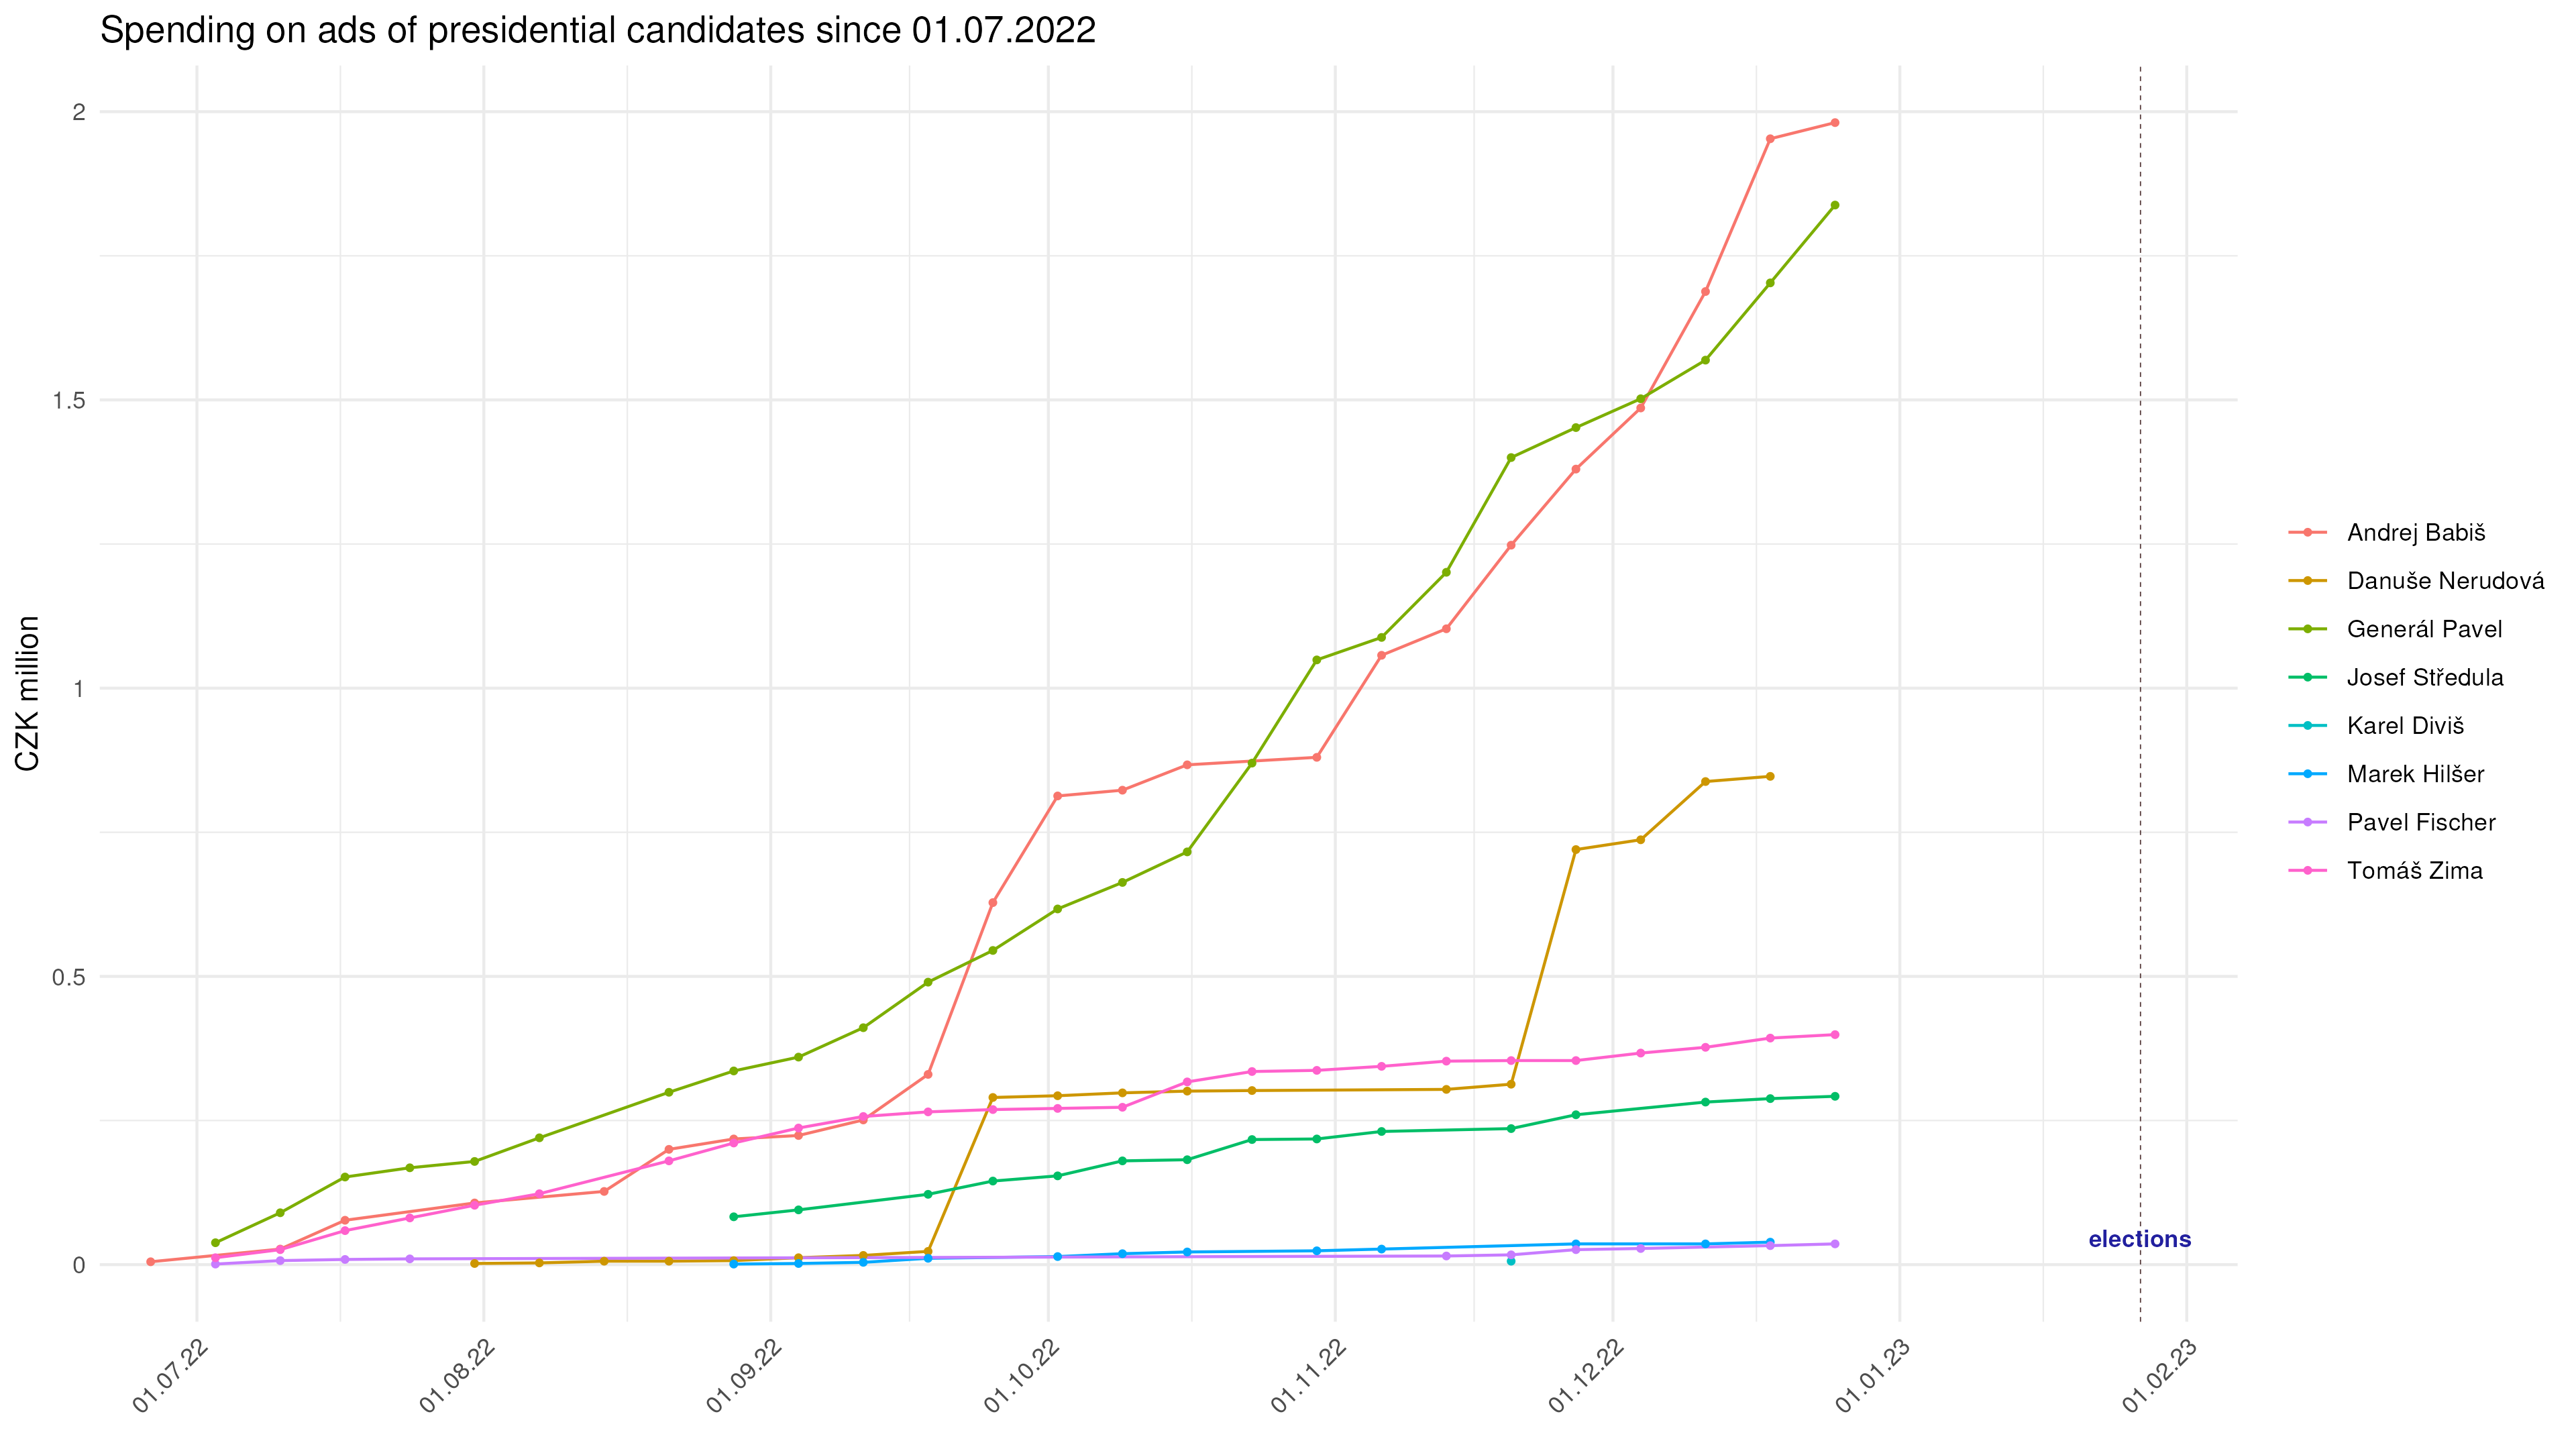 Spending on ads of presidential candidates since 01.07.2022
CZK million
2
1.5
1
0.5
0
01.07.22
01.08.22
01.09.22
01.10.22
01.11.22
01.12.22
01.01.23
01.02.23
elections
Andrej Babiš
Danuše Nerudová
Generál Pavel
Josef Středula
Karel Diviš
Marek Hilšer
Pavel Fischer
Tomáš Zima